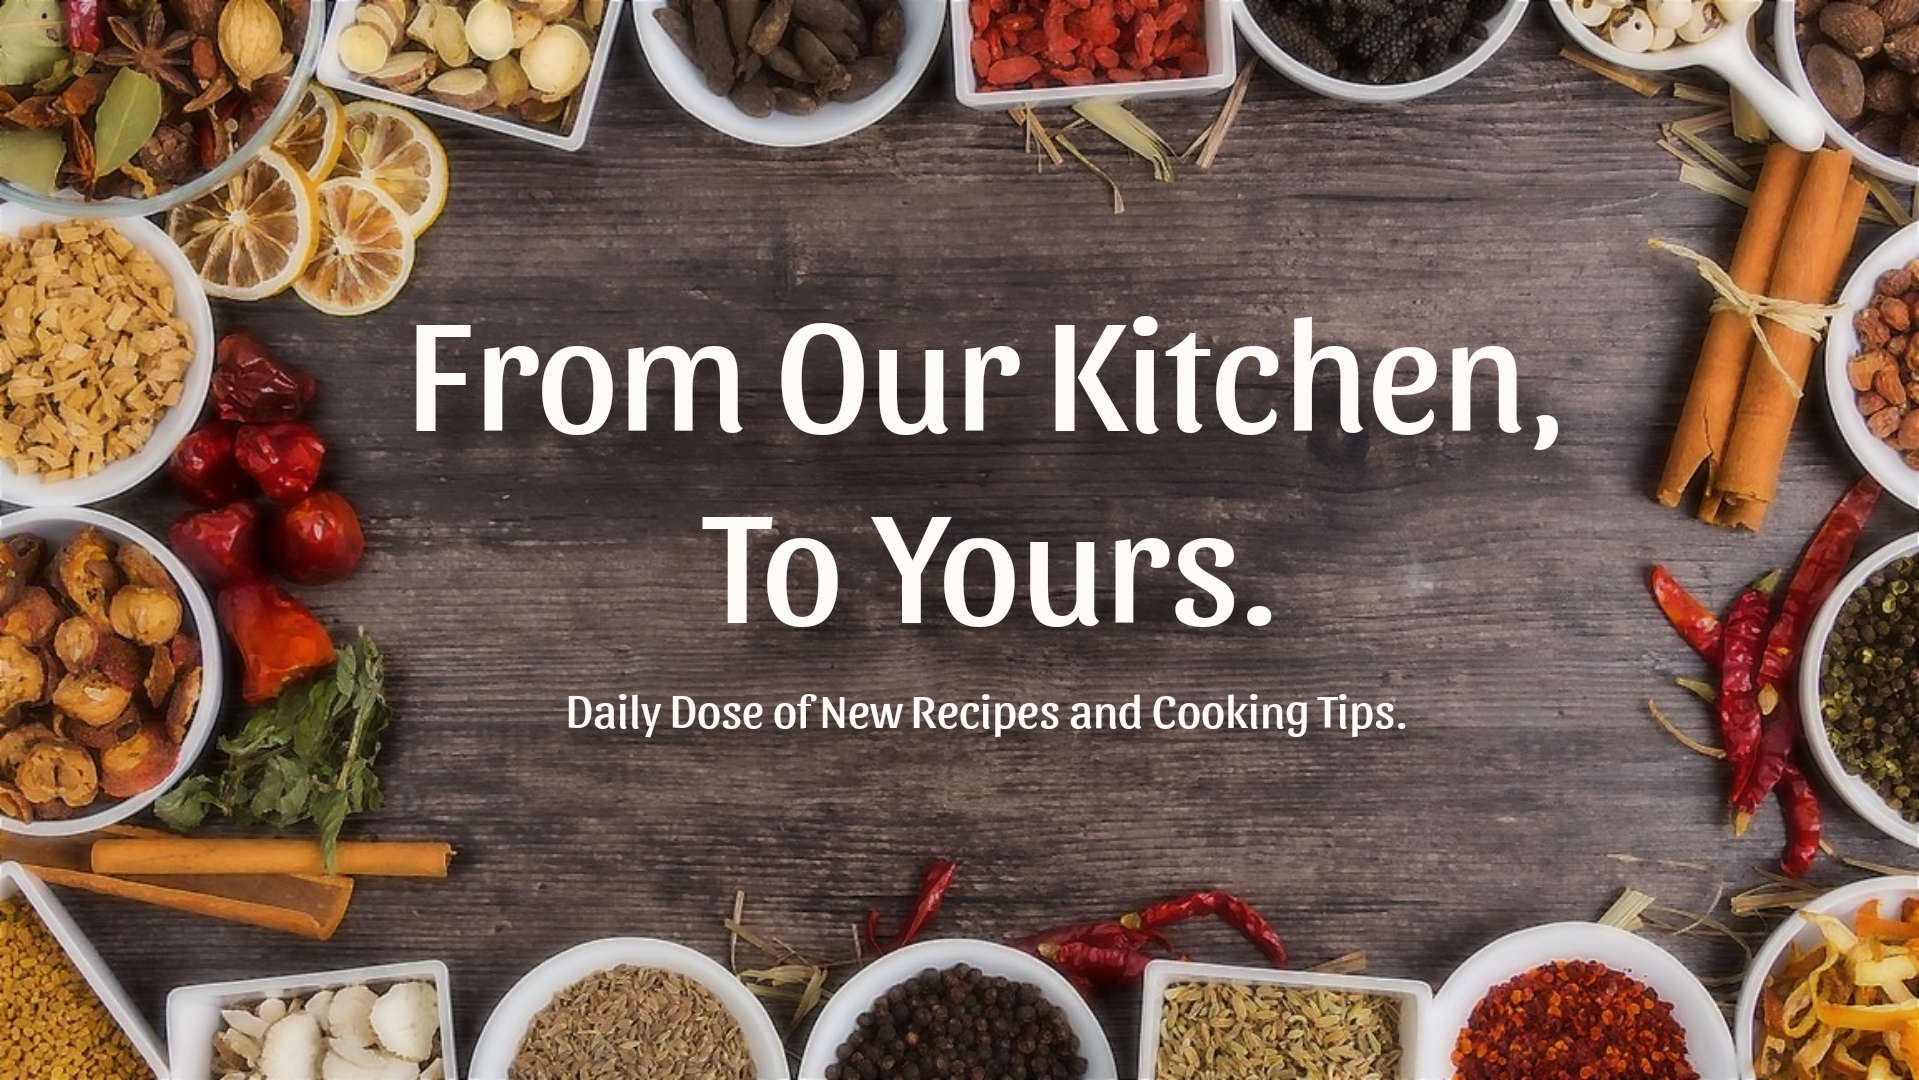 From Our Kitchen,
To Yours.
Daily Dose of New Recipes and Cooking Tips.